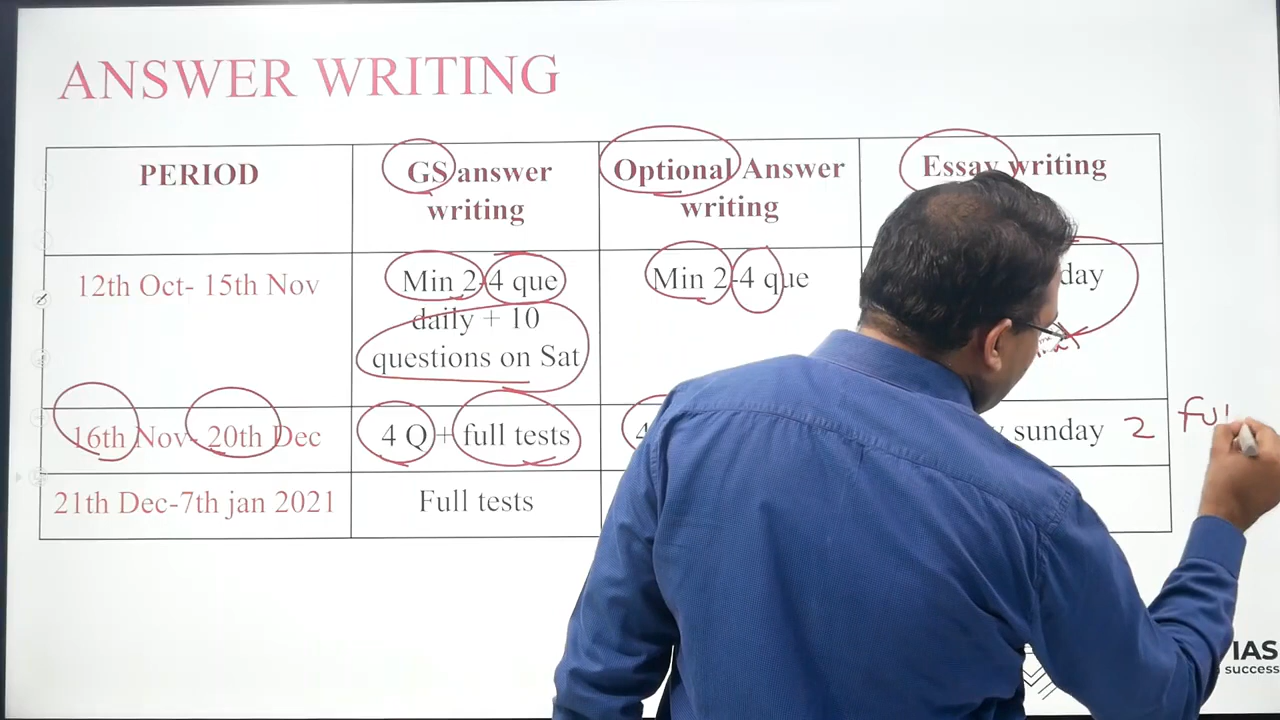 ANSWER WRITING
PERIOD
GS answer
writing
Optional Answer
writing
Essay writing
12th Oct- 15th Nov
Min 2-4 que
daily + 10
questions on Sat
Min 2-4 que
day
16th Nov- 20th Dec
4 Q + full tests
4
sunday 2
21th Dec-7th jan 2021
Full tests
IAS
success